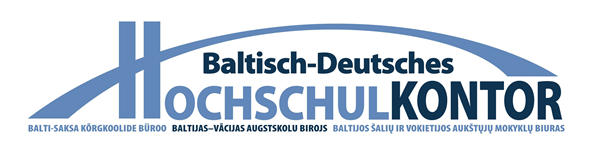 Baltisch-Deutsches
HOCHSCHULKONTOR
BALTI-SAKSA KÕRGKOOLIDE BÜROO BALTIJAS–VĀCIJAS AUGSTSKOLU BIROJS BALTIJOS ŠALIŲ IR VOKIETIJOS AUKŠTŲJŲ MOKYKLŲ BIURAS